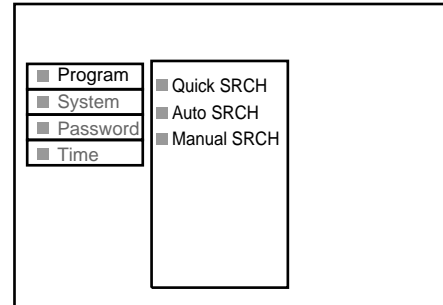 Program
System
Password
Time
Quick SRCH
Auto SRCH
Manual SRCH